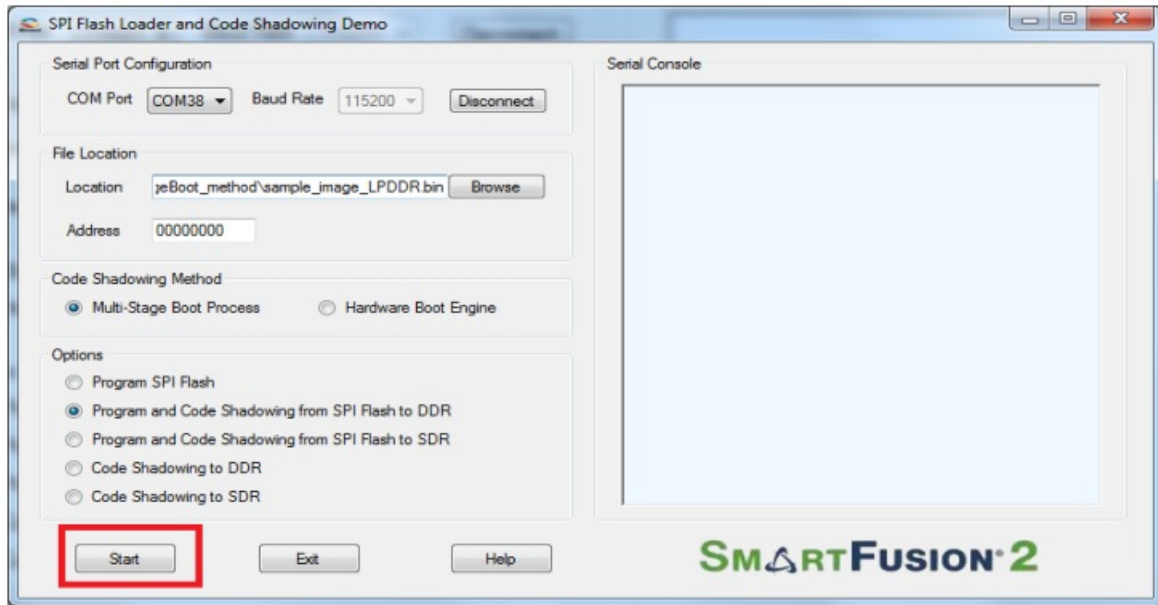 SPI Flash Loader and Code Shadowing Demo
Serial Port Configuration
COM Port COM38 Baud Rate 115200 Disconnect
File Location
Location eBoot_method\sample_image_LPDDR.bin Browse
Address 00000000
Code Shadowing Method
Multi-Stage Boot Process Hardware Boot Engine
Options
Program SPI Flash
Program and Code Shadowing from SPI Flash to DDR
Program and Code Shadowing from SPI Flash to SDR
Code Shadowing to DDR
Code Shadowing to SDR
Start Exit Help
Serial Console
SMARTFUSION 2